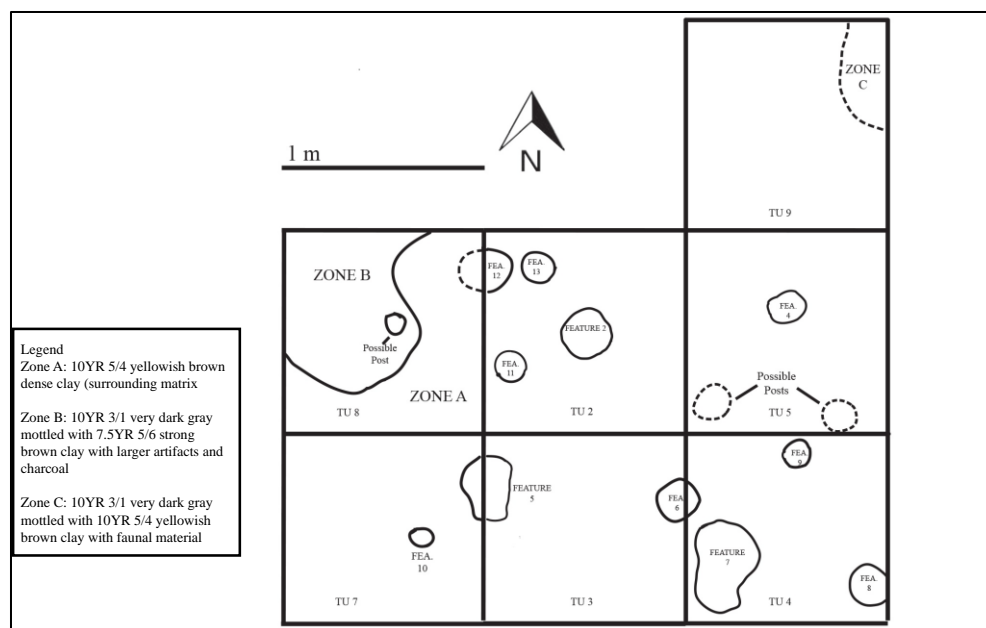 ZONE
C
1 m
N
TU 9
ZONE B
FEA.
12
FEA.
13
FEA.
4
FEATURE 2
Possible
Post
FEA.
11
Possible
Posts
ZONE A
TU 8
TU 2
TU 5
Legend
Zone A: 10YR 5/4 yellowish brown
dense clay (surrounding matrix
Zone B: 10YR 3/1 very dark gray
mottled with 7.5YR 5/6 strong
brown clay with larger artifacts and
charcoal
Zone C: 10YR 3/1 very dark gray
mottled with 10YR 5/4 yellowish
brown clay with faunal material
FEATURE
5
FEA.
6
FEA.
9
FEA.
10
FEATURE
7
FEA.
8
TU 7
TU 3
TU 4